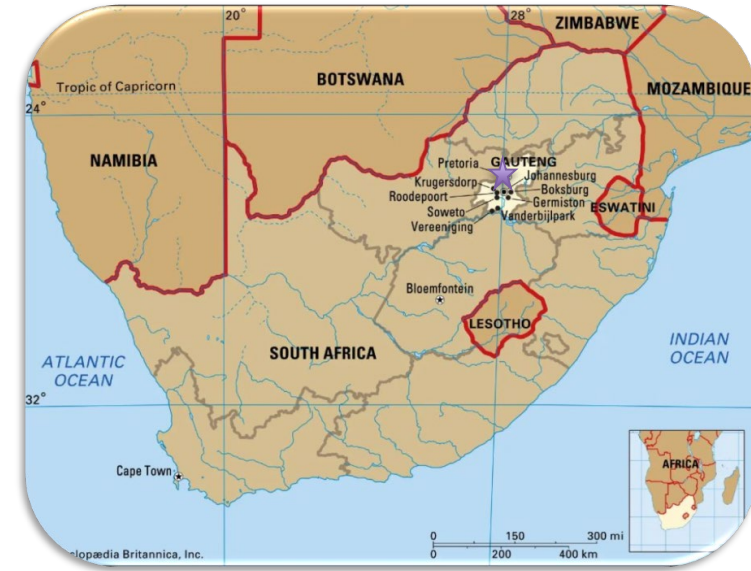 20°
28°
ZIMBABWE
BOTSWANA
Tropic of Capricorn
MOZAMBIQUE
24°
NAMIBIA
Pretoria
GAUTENG
Johannesburg
Krugersdorp
Boksburg
Roodepoort
Germiston
ESWATINI
Soweto
Vanderbijlpark
Vereeniging
Bloemfontein
LESOTHO
INDIAN
OCEAN
SOUTH AFRICA
ATLANTIC
OCEAN
32°
AFRICA
Cape Town
0 150 300 mi
0 200 400 km
clopædia Britannica, Inc.